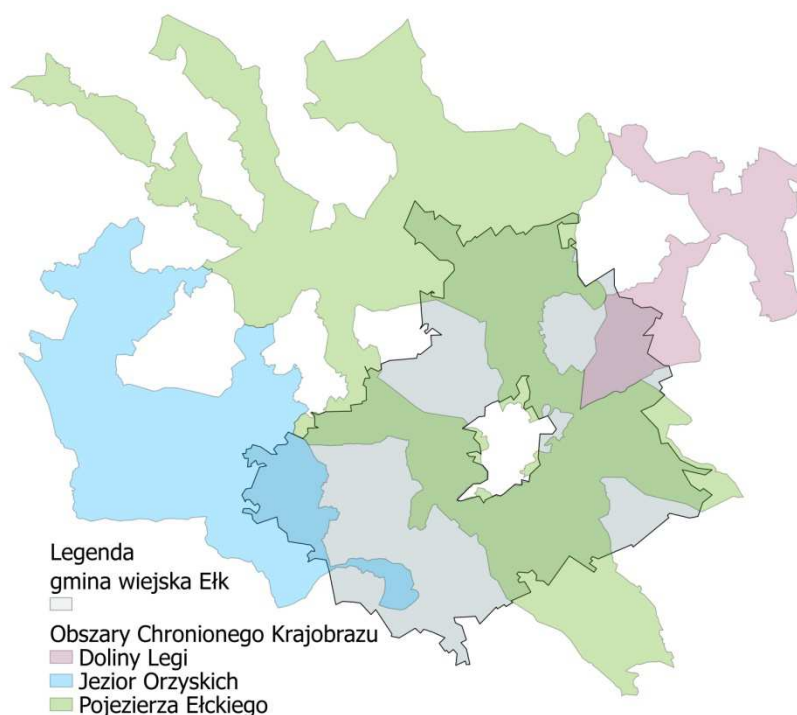 Legenda
gmina wiejska Ełk
Obszary Chronionego Krajobrazu
Doliny Legi
Jezior Orzyskich
Pojezierza Ełckiego